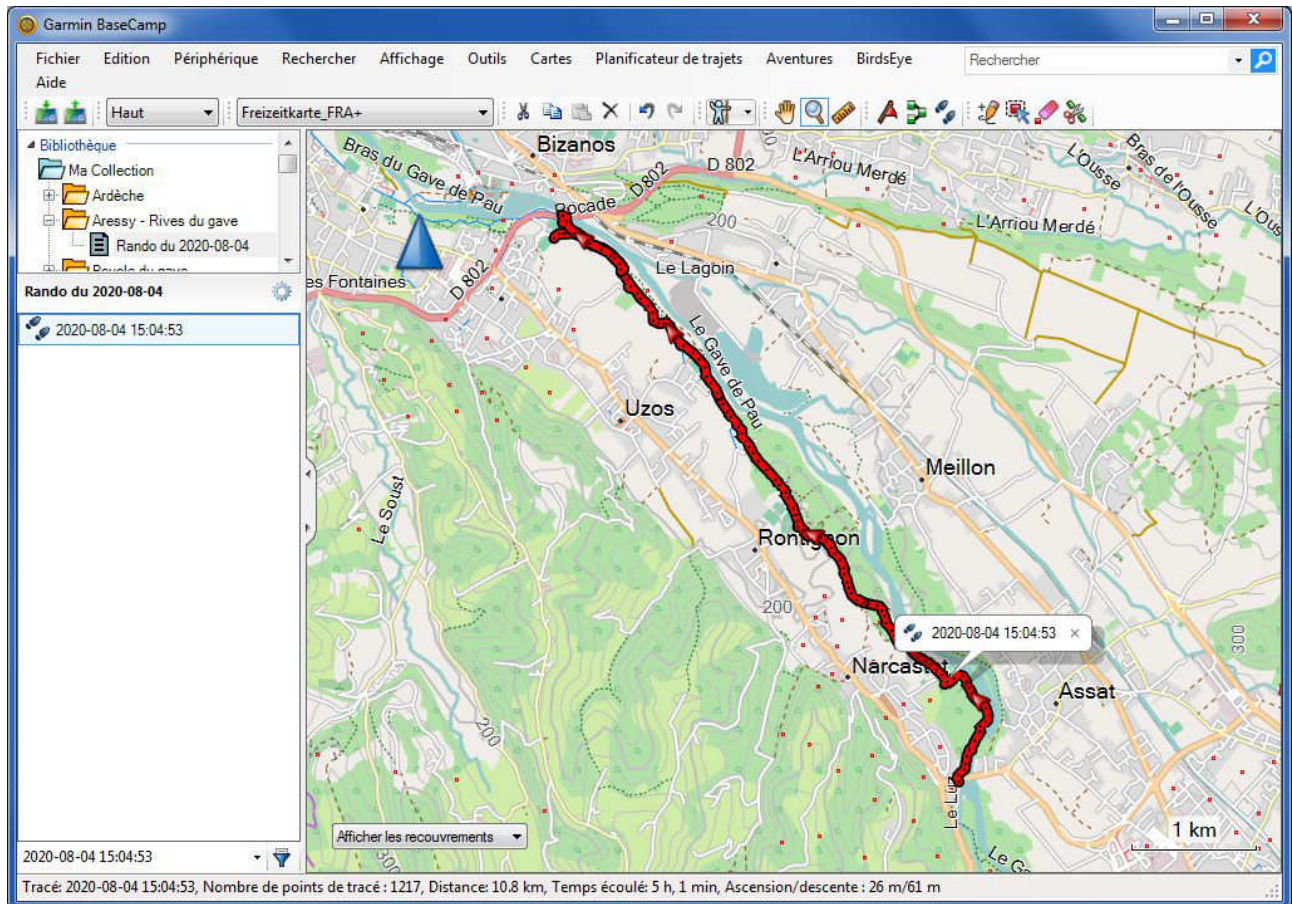 Garmin BaseCamp
Fichier Edition Périphérique Rechercher Affichage Outils Cartes Planificateur de trajets Aventures BirdsEye
Rechercher
Aide
Haut
Freizeitkarte_FRA+
Bibliothèque
Ma Collection
Ardèche
Aressy - Rives du gave
Rando du 2020-08-04
Rando du 2020-08-04
2020-08-04 15:04:53
Bizanos
Bras du Gave de Pau
D 802
D802
Rocade
L'Arriou Merdé
L'Ousse
Bras de l'Ousse
200
L'Arriou Merdé
Le Lagoin
es Fontaines
D 802
Le Gave de Pau
Uzos
Meillon
Le Soust
Rontignon
200
2020-08-04 15:04:53
300
Narcastet
Assat
200
1 km
Afficher les recouvrements
300
2020-08-04 15:04:53
Tracé: 2020-08-04 15:04:53, Nombre de points de tracé : 1217, Distance: 10.8 km, Temps écoulé: 5 h, 1 min, Ascension/descente : 26 m/61 m